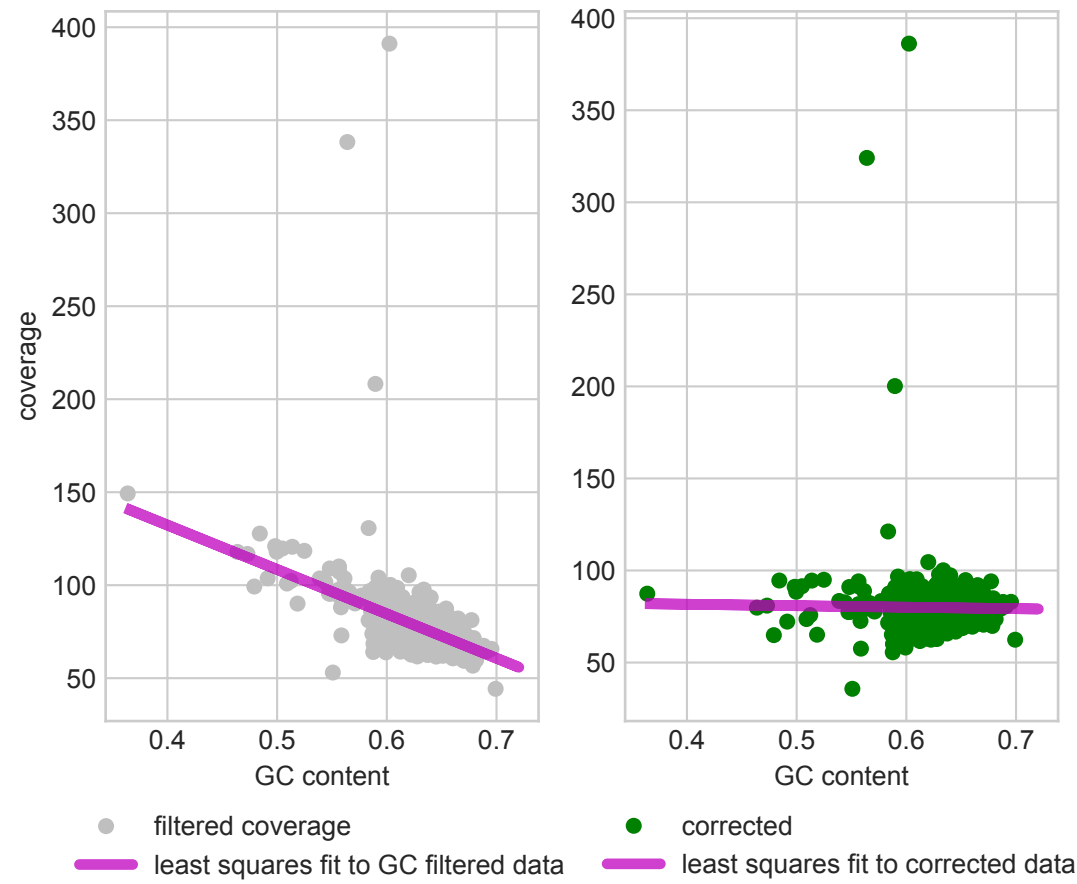 400
350
300
250
200
150
100
50
coverage
0.4 0.5 0.6 0.7
GC content
400
350
300
250
200
150
100
50
0.4 0.5 0.6 0.7
GC content
filtered coverage
least squares fit to GC filtered data
corrected
least squares fit to corrected data